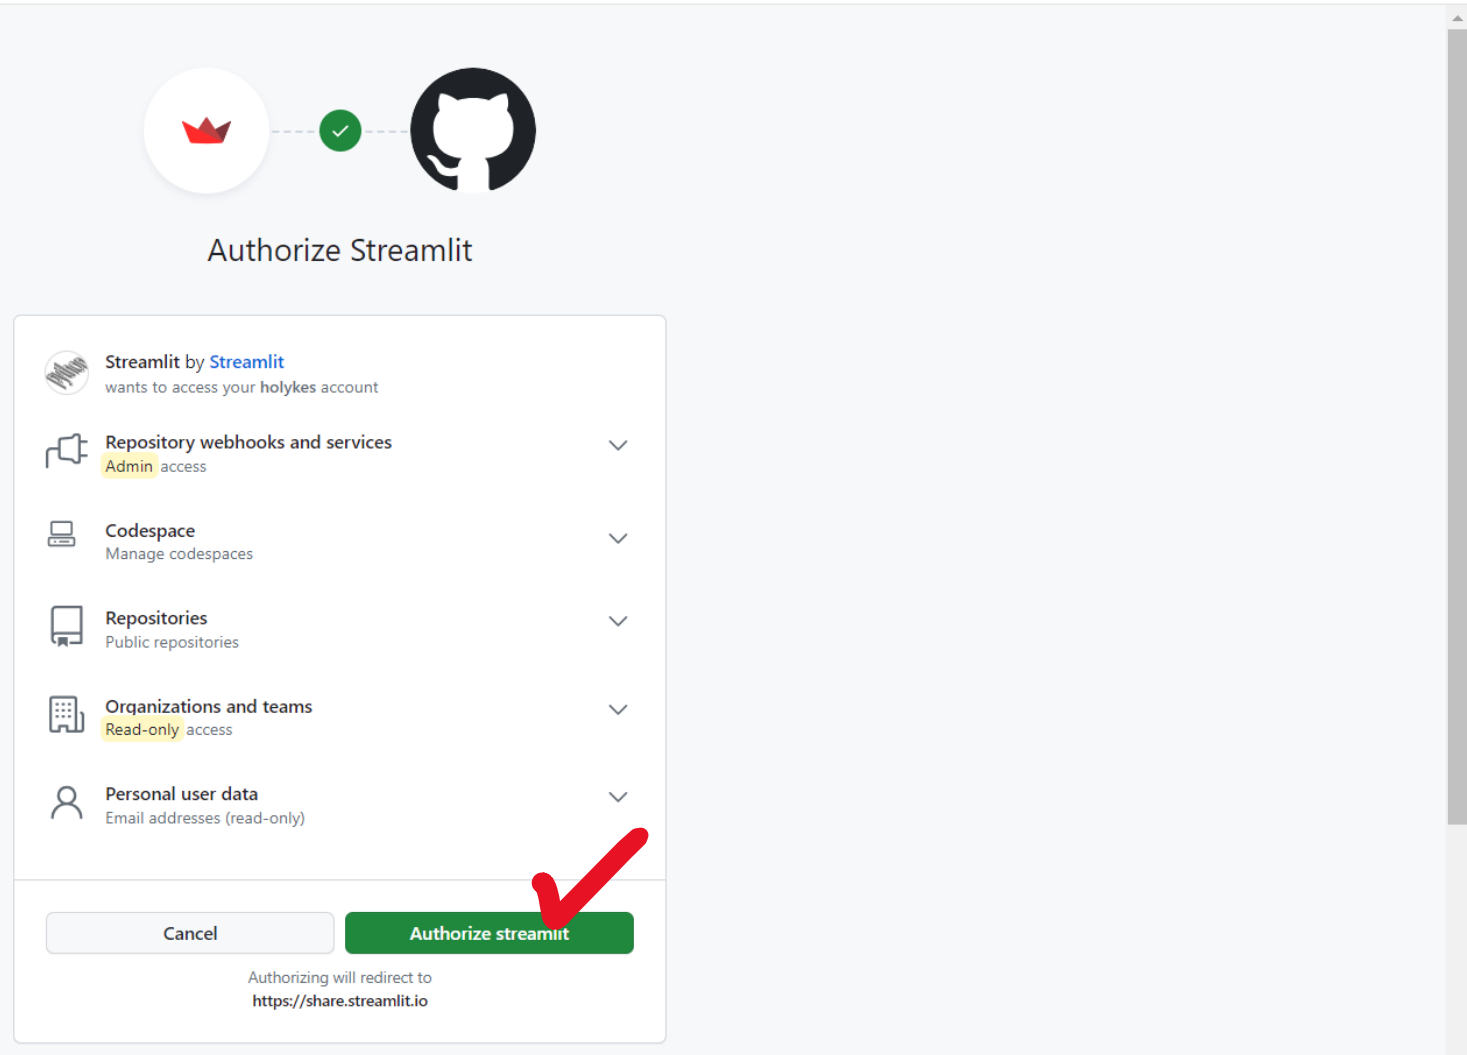 Authorize Streamlit
Streamlit by Streamlit
wants to access your holykes account
Repository webhooks and services
Admin access
Codespace
Manage codespaces
Repositories
Public repositories
Organizations and teams
Read-only access
Personal user data
Email addresses (read-only)
Cancel
Authorize streamlit
Authorizing will redirect to
https://share.streamlit.io